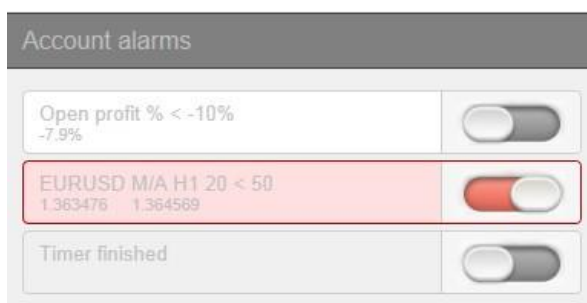 Account alarms
Open profit % < -10%
-7.9%
EURUSD M/A H1 20 < 50
1.363476 1.364569
Timer finished